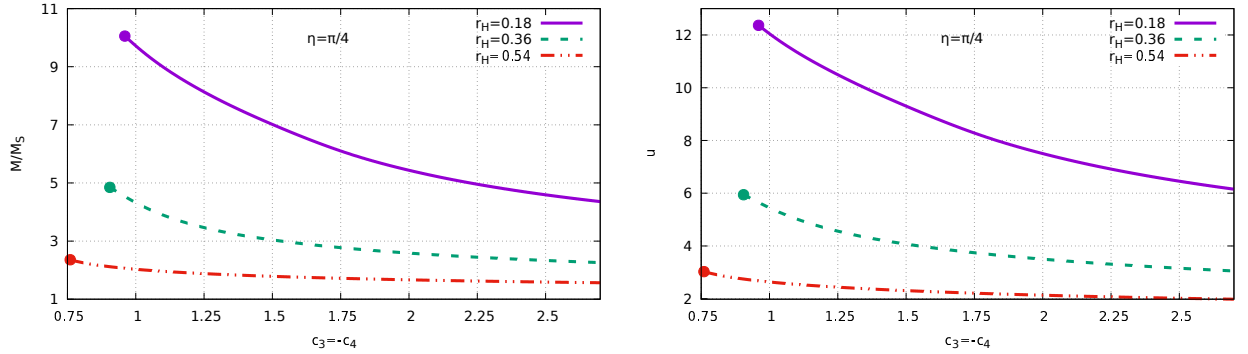 r_H=0.18
r_H=0.36
r_H=0.54
η=π/4
M/M_S
11
9
7
5
3
1
0.75 1 1.25 1.5 1.75 2 2.25 2.5
c_3=-c_4
r_H=0.18
r_H=0.36
r_H=0.54
η=π/4
u
12
10
8
6
4
2
0.75 1 1.25 1.5 1.75 2 2.25 2.5
c_3=-c_4